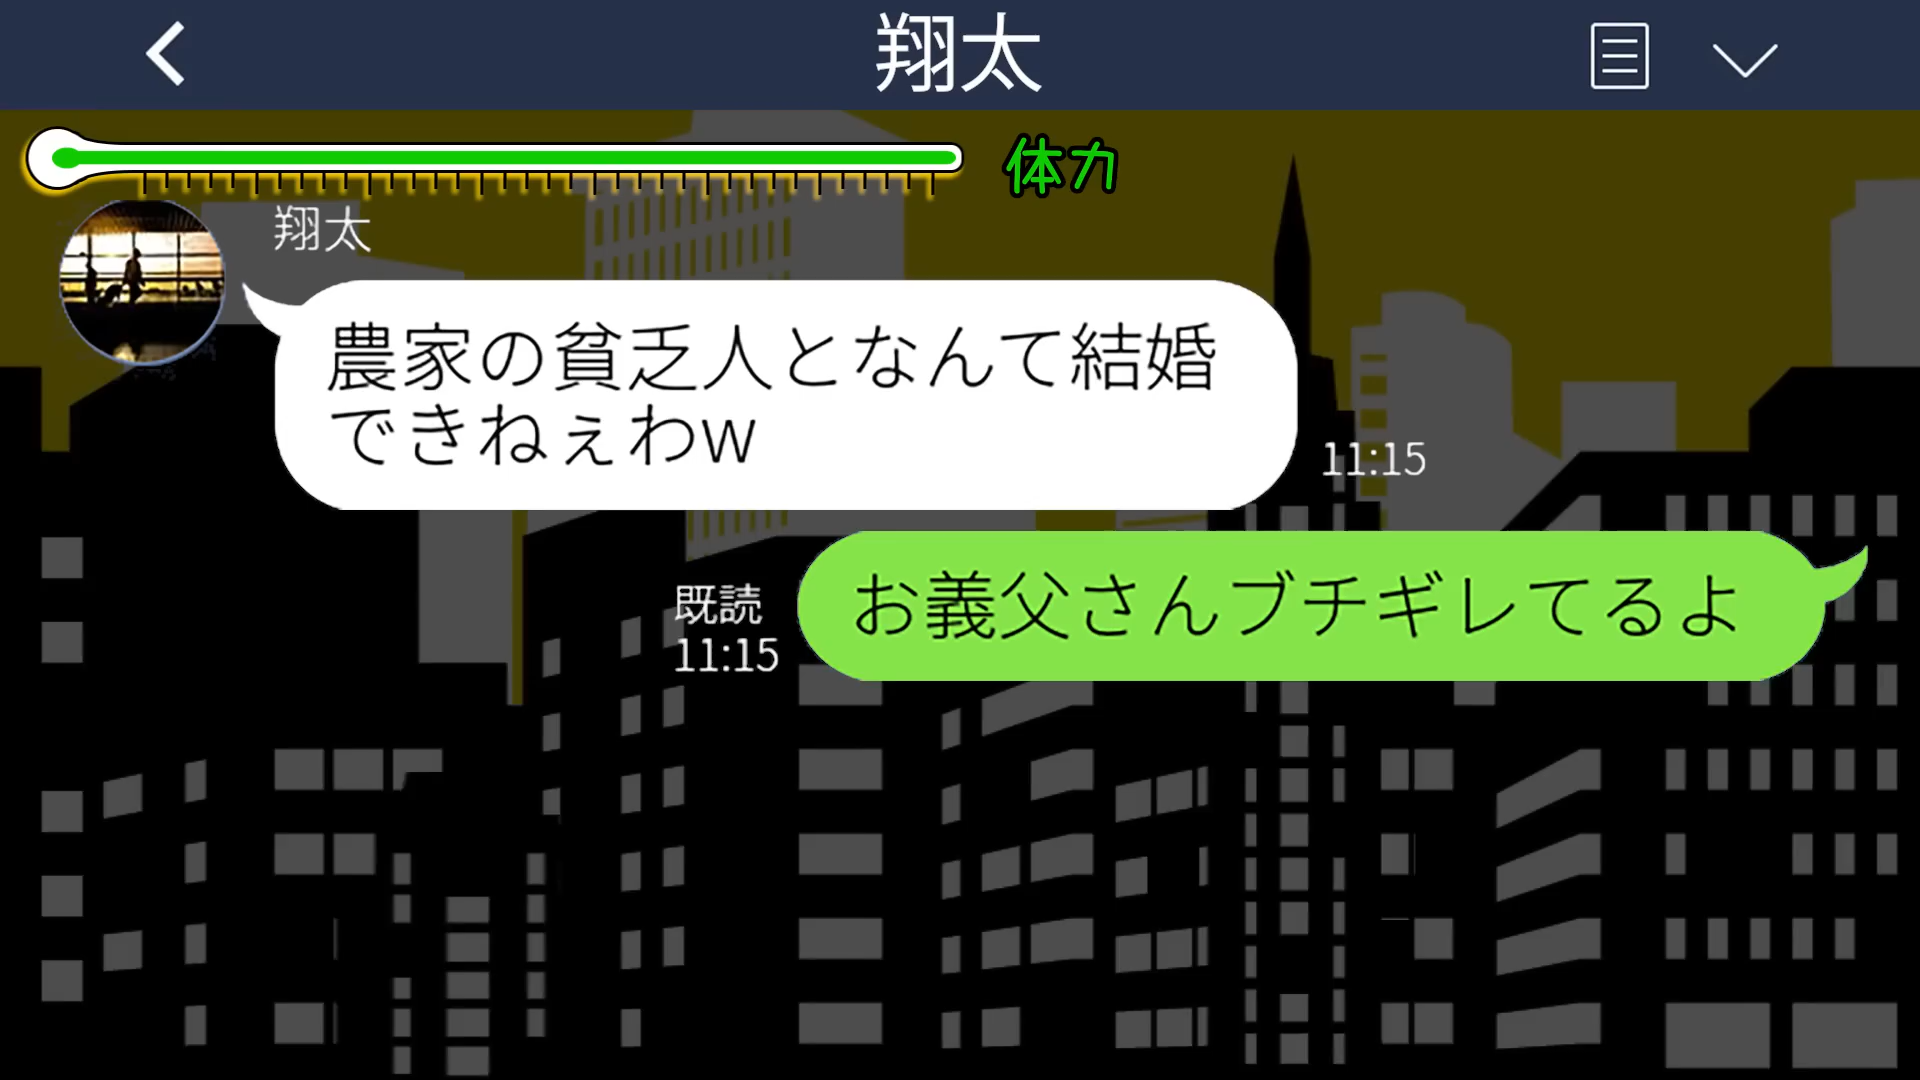 翔太
体力
翔太
農家の貧乏人となんて結婚
できねぇわw
11:15
お義父さんブチギレてるよ
既読
11:15